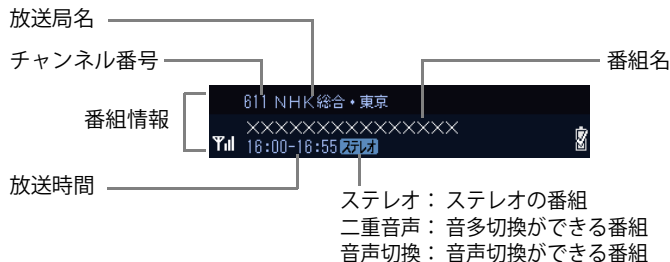 放送局名
チャンネル番号
番組名
611 NHK総合・東京
番組情報
××××××××××××××××
16:00-16:55 ステレオ
放送時間
ステレオ： ステレオの番組
二重音声： 音多切換ができる番組
音声切換： 音声切換ができる番組